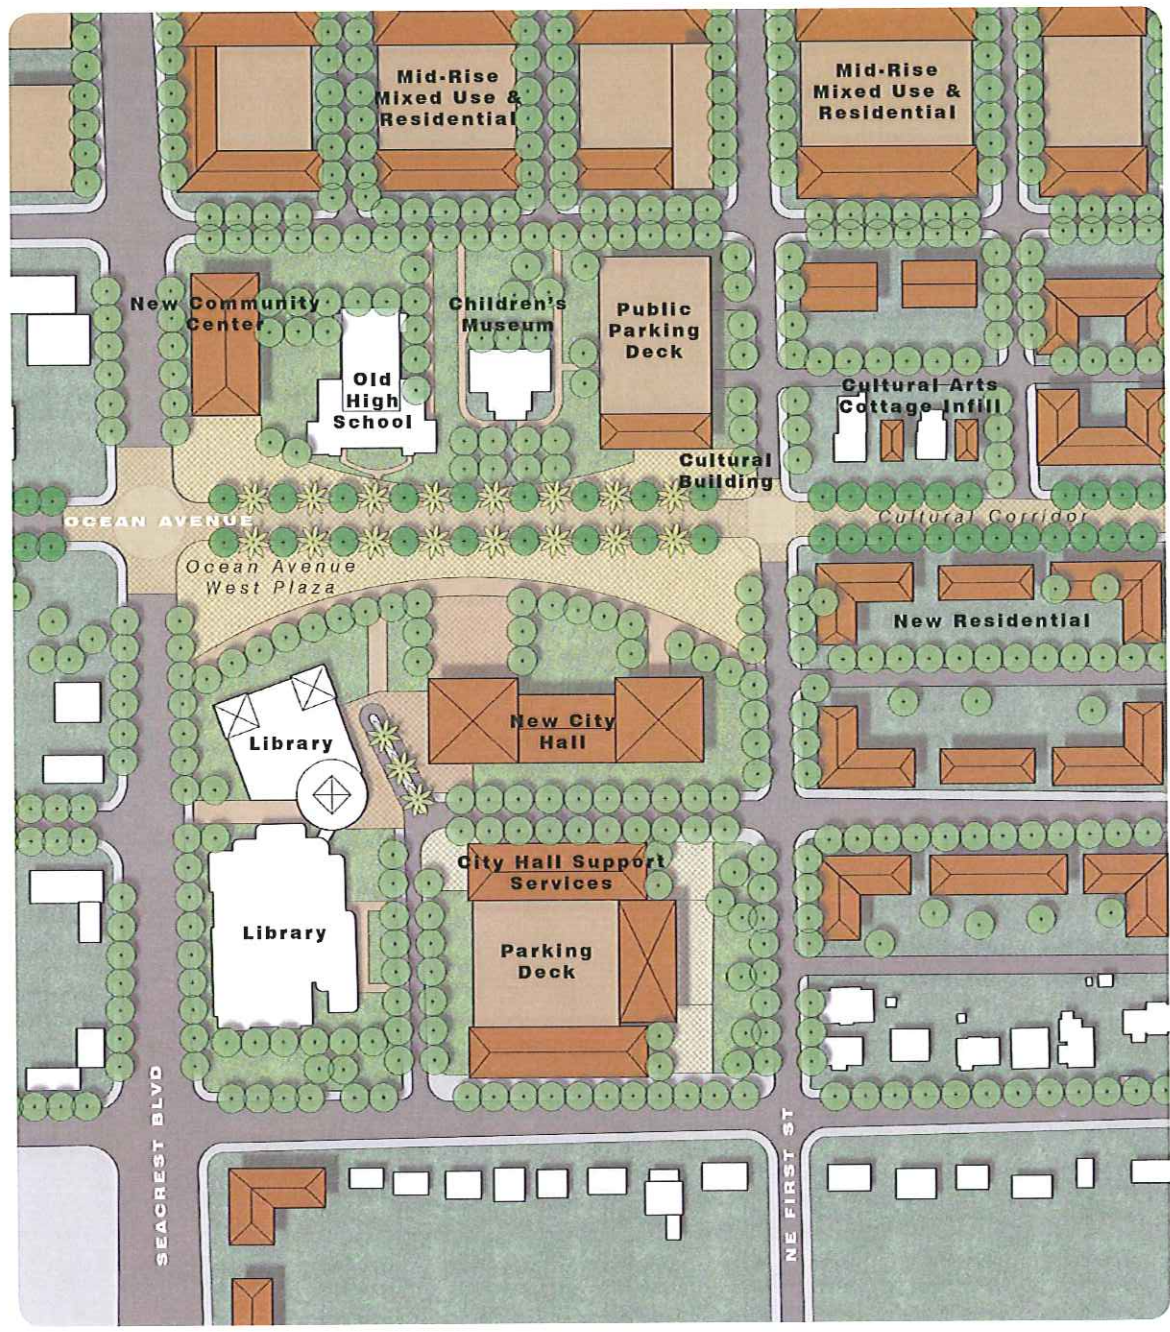 Mid-Rise
Mixed Use &
Residential
Mid-Rise
Mixed Use &
Residential
New Community
Center
Old
High
School
Children's
Museum
Public
Parking
Deck
Cultural Arts
Cottage Infill
Cultural
Building
OCEAN AVENUE
Cultural Corridor
Ocean Avenue
West Plaza
New Residential
Library
New City
Hall
City Hall Support
Services
Library
Parking
Deck
SEACREST BLVD
NE FIRST ST